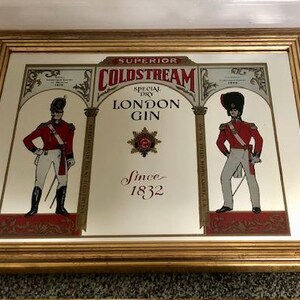 SUPERIOR
COLDSTREAM
SPECIAL
DRY
LONDON
GIN
Since
1832